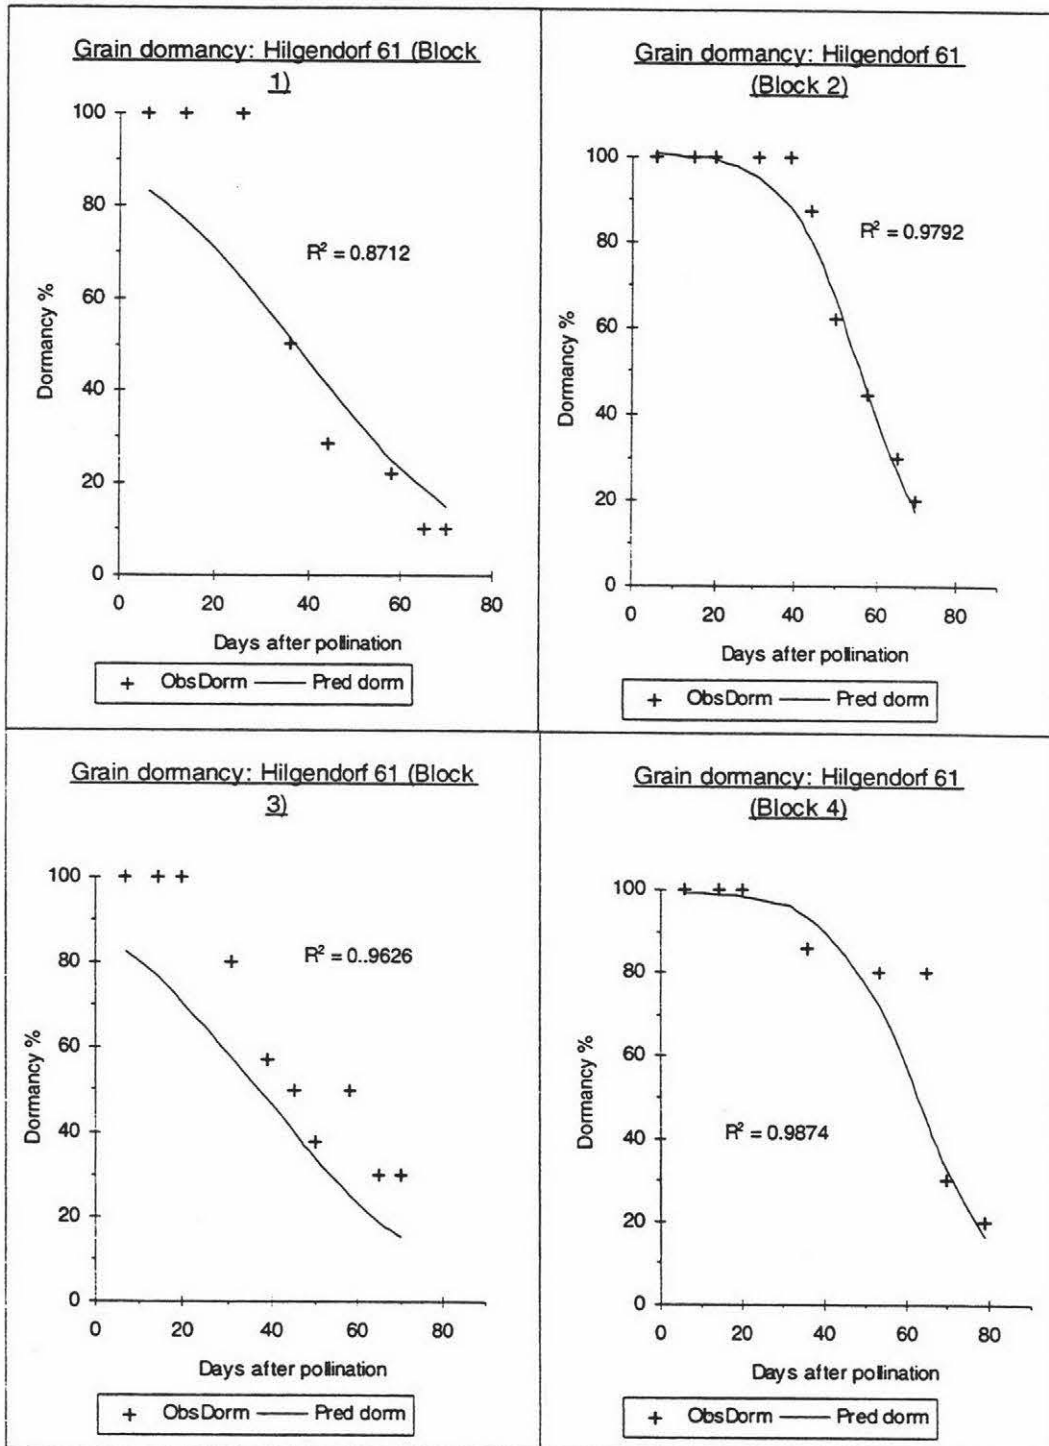 Grain dormancy: Hilgendorf 61 (Block
1)
100
80
60
40
20
0
Dormancy %
R² = 0.8712
0
20
40
60
80
Days after pollination
+ ObsDorm —— Pred dorm
Grain dormancy: Hilgendorf 61
(Block 2)
100
80
60
40
20
0
Dormancy %
R² = 0.9792
0
20
40
60
80
Days after pollination
+ ObsDorm —— Pred dorm
Grain dormancy: Hilgendorf 61 (Block
3)
100
80
60
40
20
0
Dormancy %
R² = 0..9626
0
20
40
60
80
Days after pollination
+ ObsDorm —— Pred dorm
Grain dormancy: Hilgendorf 61
(Block 4)
100
80
60
40
20
0
Dormancy %
R² = 0.9874
0
20
40
60
80
Days after pollination
+ ObsDorm —— Pred dorm